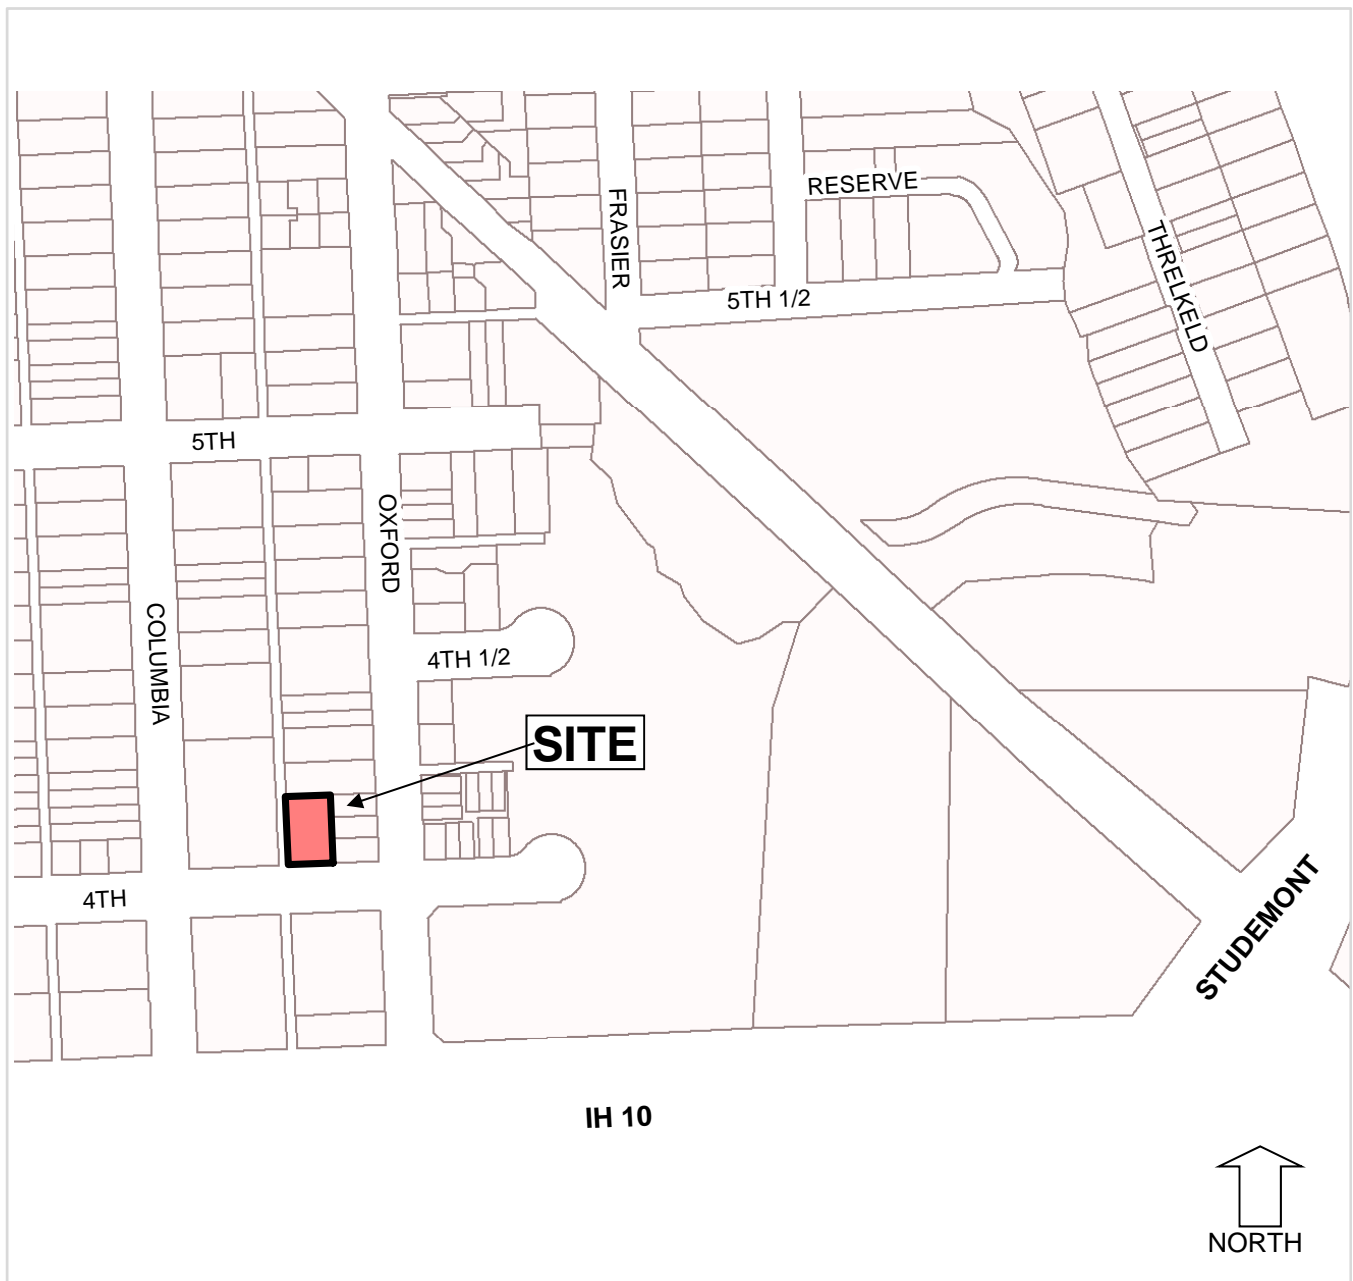 RESERVE
FRASIER
THRELKELD
5TH 1/2
5TH
OXFORD
COLUMBIA
4TH 1/2
SITE
4TH
STUDEMONT
IH 10
NORTH